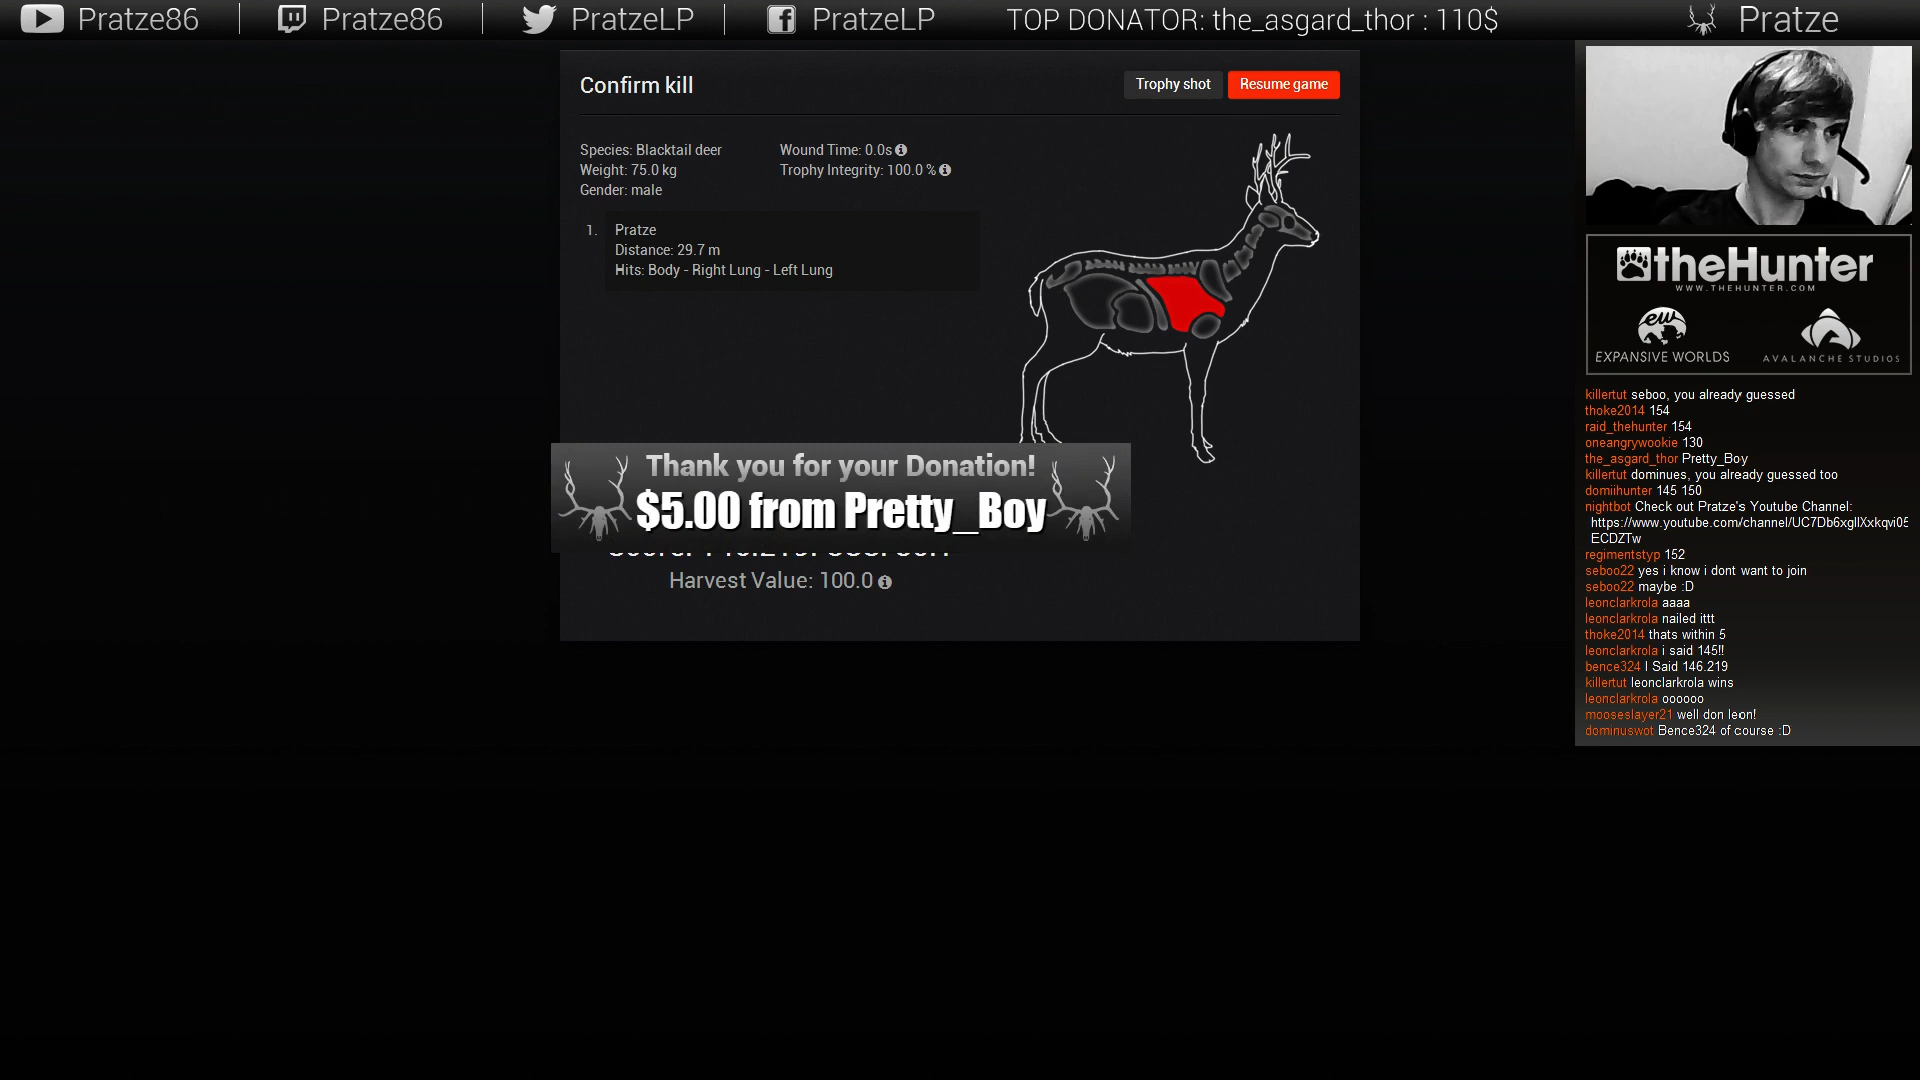 Pratze86
Pratze86
PratzeLP
PratzeLP
TOP DONATOR: the_asgard_thor : 110$
Pratze
Confirm kill
Trophy shot
Resume game
Species: Blacktail deer
Weight: 75.0 kg
Gender: male
Wound Time: 0.0s
Trophy Integrity: 100.0 %
1. Pratze
Distance: 29.7 m
Hits: Body - Right Lung - Left Lung
Thank you for your Donation!
$5.00 from Pretty_Boy
Harvest Value: 100.0
theHunter
WWW.THEHUNTER.COM
ew
EXPANSIVE WORLDS
AVALANCHE STUDIOS
killertut seboo, you already guessed
thoke2014 154
raid_thehunter 154
oneangrywookie 130
the_asgard_thor Pretty_Boy
killertut dominues, you already guessed too
domiihunter 145 150
nightbot Check out Pratze's Youtube Channel:
regimentstyp 152
seboo22 yes i know i dont want to join
seboo22 maybe :D
leonclarkrola aaaa
leonclarkrola nailed ittt
thoke2014 thats within 5
leonclarkrola i said 145!!
bence324 I Said 146.219
killertut leonclarkrola wins
leonclarkrola oooooo
mooseslayer21 well don leon!
dominuswot Bence324 of course :D